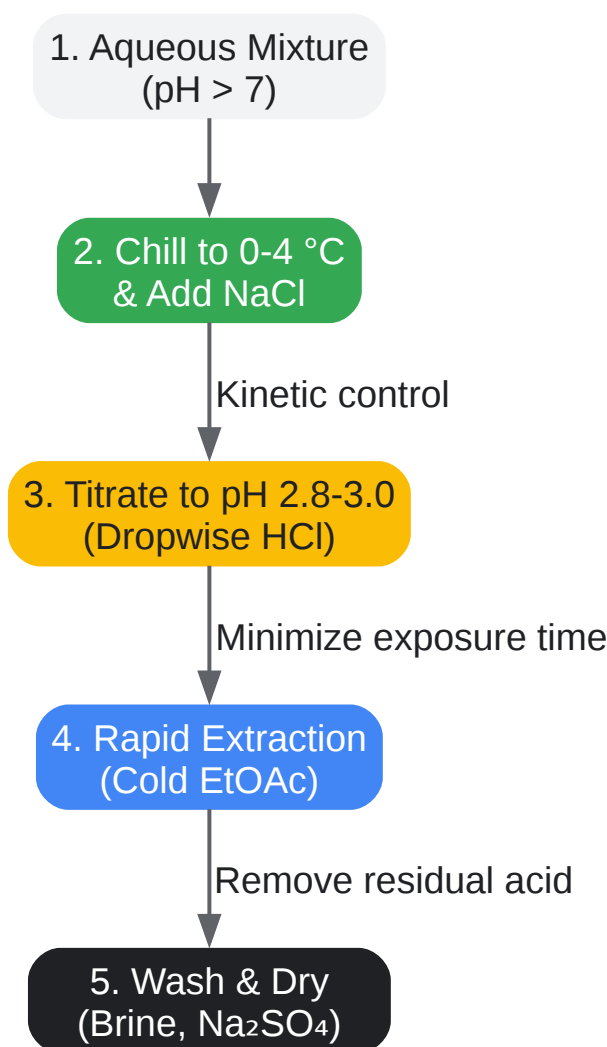 1. Aqueous Mixture
(pH > 7)
2. Chill to 0-4 °C
& Add NaCl
Kinetic control
3. Titrate to pH 2.8-3.0
(Dropwise HCl)
Minimize exposure time
4. Rapid Extraction
(Cold EtOAc)
Remove residual acid
5. Wash & Dry
(Brine, Na₂SO₄)